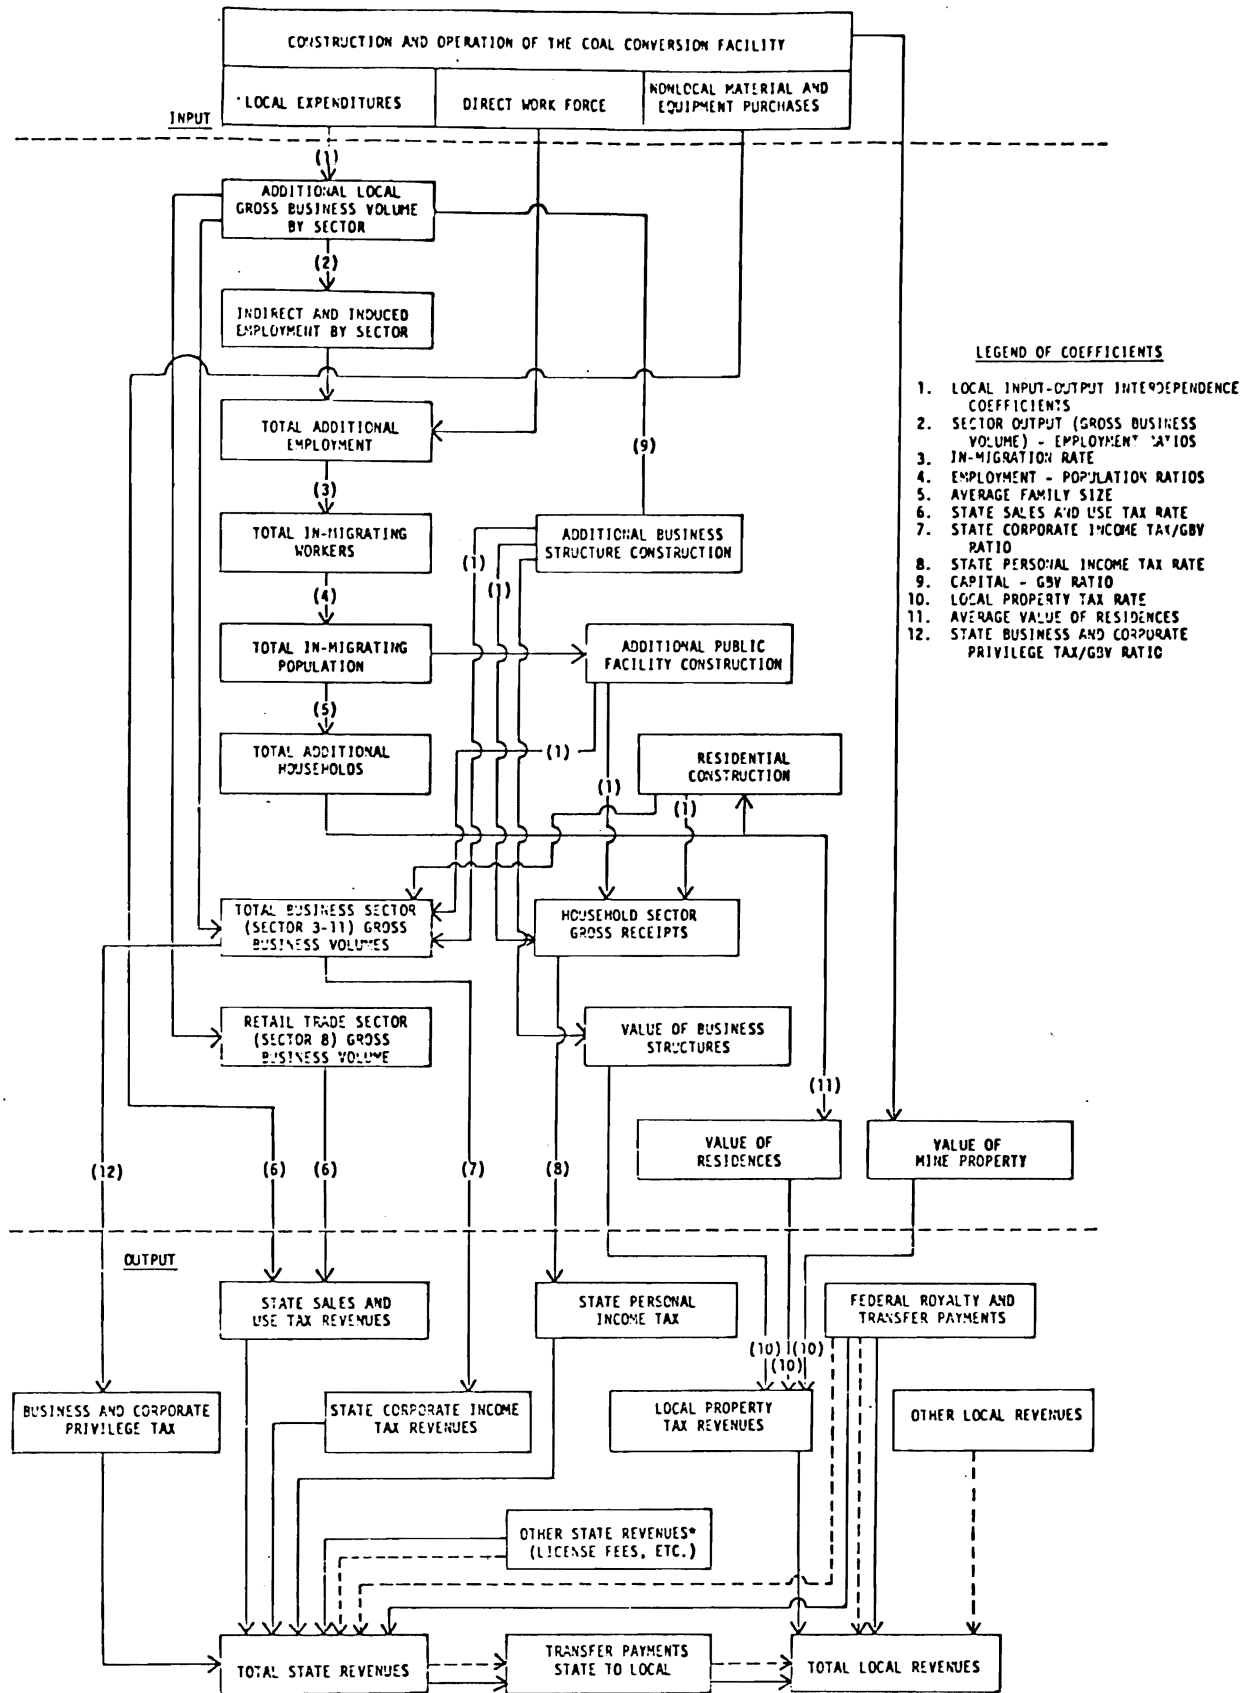 CONSTRUCTION AND OPERATION OF THE COAL CONVERSION FACILITY
LOCAL EXPENDITURES
DIRECT WORK FORCE
NONLOCAL MATERIAL AND
EQUIPMENT PURCHASES
INPUT
(1)
ADDITIONAL LOCAL
GROSS BUSINESS VOLUME
BY SECTOR
(2)
INDIRECT AND INDUCED
EMPLOYMENT BY SECTOR
TOTAL ADDITIONAL
EMPLOYMENT
(9)
(3)
TOTAL IN-MIGRATING
WORKERS
ADDITIONAL BUSINESS
STRUCTURE CONSTRUCTION
(1)
(1)
(4)
TOTAL IN-MIGRATING
POPULATION
ADDITIONAL PUBLIC
FACILITY CONSTRUCTION
(5)
(1)
TOTAL ADDITIONAL
HOUSEHOLDS
RESIDENTIAL
CONSTRUCTION
(1)
(1)
TOTAL BUSINESS SECTOR
(SECTOR 3-11) GROSS
BUSINESS VOLUMES
HOUSEHOLD SECTOR
GROSS RECEIPTS
RETAIL TRADE SECTOR
(SECTOR 8) GROSS
BUSINESS VOLUME
VALUE OF BUSINESS
STRUCTURES
(11)
VALUE OF
RESIDENCES
VALUE OF
MINE PROPERTY
(12)
(6)
(6)
(7)
(8)
LEGEND OF COEFFICIENTS
1. LOCAL INPUT-OUTPUT INTERDEPENDENCE
COEFFICIENTS
2. SECTOR OUTPUT (GROSS BUSINESS
VOLUME) - EMPLOYMENT RATIOS
3. IN-MIGRATION RATE
4. EMPLOYMENT - POPULATION RATIOS
5. AVERAGE FAMILY SIZE
6. STATE SALES AND USE TAX RATE
7. STATE CORPORATE INCOME TAX/GBV
RATIO
8. STATE PERSONAL INCOME TAX RATE
9. CAPITAL - GBV RATIO
10. LOCAL PROPERTY TAX RATE
11. AVERAGE VALUE OF RESIDENCES
12. STATE BUSINESS AND CORPORATE
PRIVILEGE TAX/GBV RATIO
OUTPUT
STATE SALES AND
USE TAX REVENUES
STATE PERSONAL
INCOME TAX
FEDERAL ROYALTY AND
TRANSFER PAYMENTS
(10)
(10)
(10)
BUSINESS AND CORPORATE
PRIVILEGE TAX
STATE CORPORATE INCOME
TAX REVENUES
LOCAL PROPERTY
TAX REVENUES
OTHER LOCAL REVENUES
OTHER STATE REVENUES*
(LICENSE FEES, ETC.)
TOTAL STATE REVENUES
TRANSFER PAYMENTS
STATE TO LOCAL
TOTAL LOCAL REVENUES